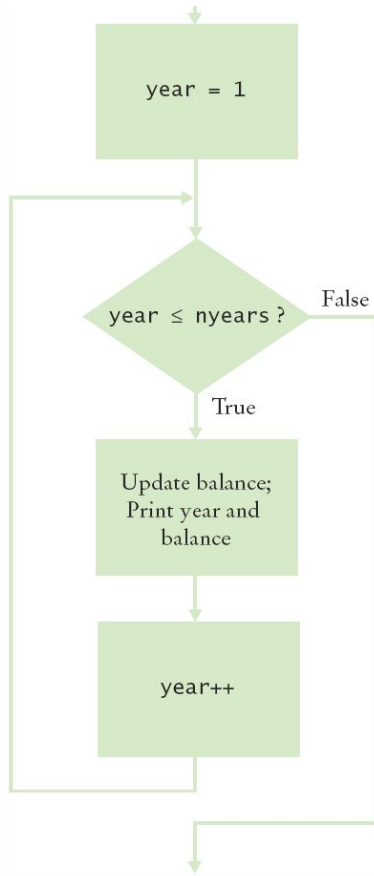 year = 1
year ≤ nyears ?
False
True
Update balance;
Print year and
balance
year++